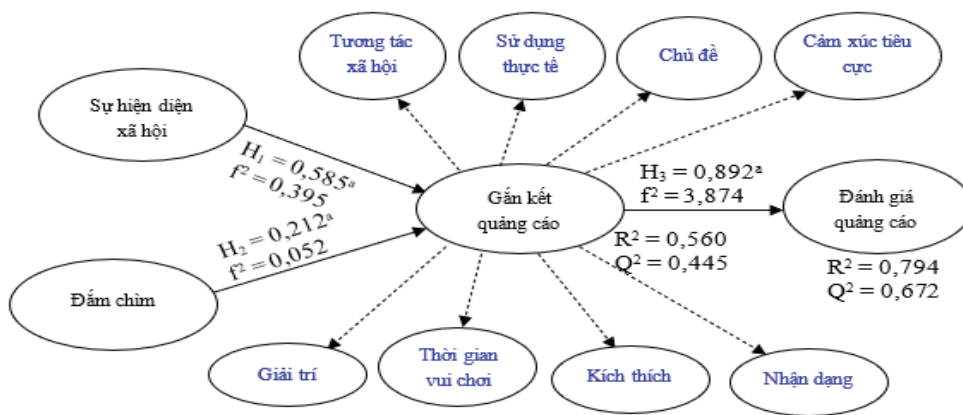 Tương tác
xã hội
Sử dụng
thực tế
Chủ đề
Cảm xúc tiêu
cực
Sự hiện diện
xã hội
H₁ = 0,585ᵃ
f² = 0,395
Gắn kết
quảng cáo
H₃ = 0,892ᵃ
f² = 3,874
Đánh giá
quảng cáo
H₂ = 0,212ᵃ
f² = 0,052
R² = 0,560
Q² = 0,445
R² = 0,794
Q² = 0,672
Đắm chìm
Giải trí
Thời gian
vui chơi
Kích thích
Nhận dạng